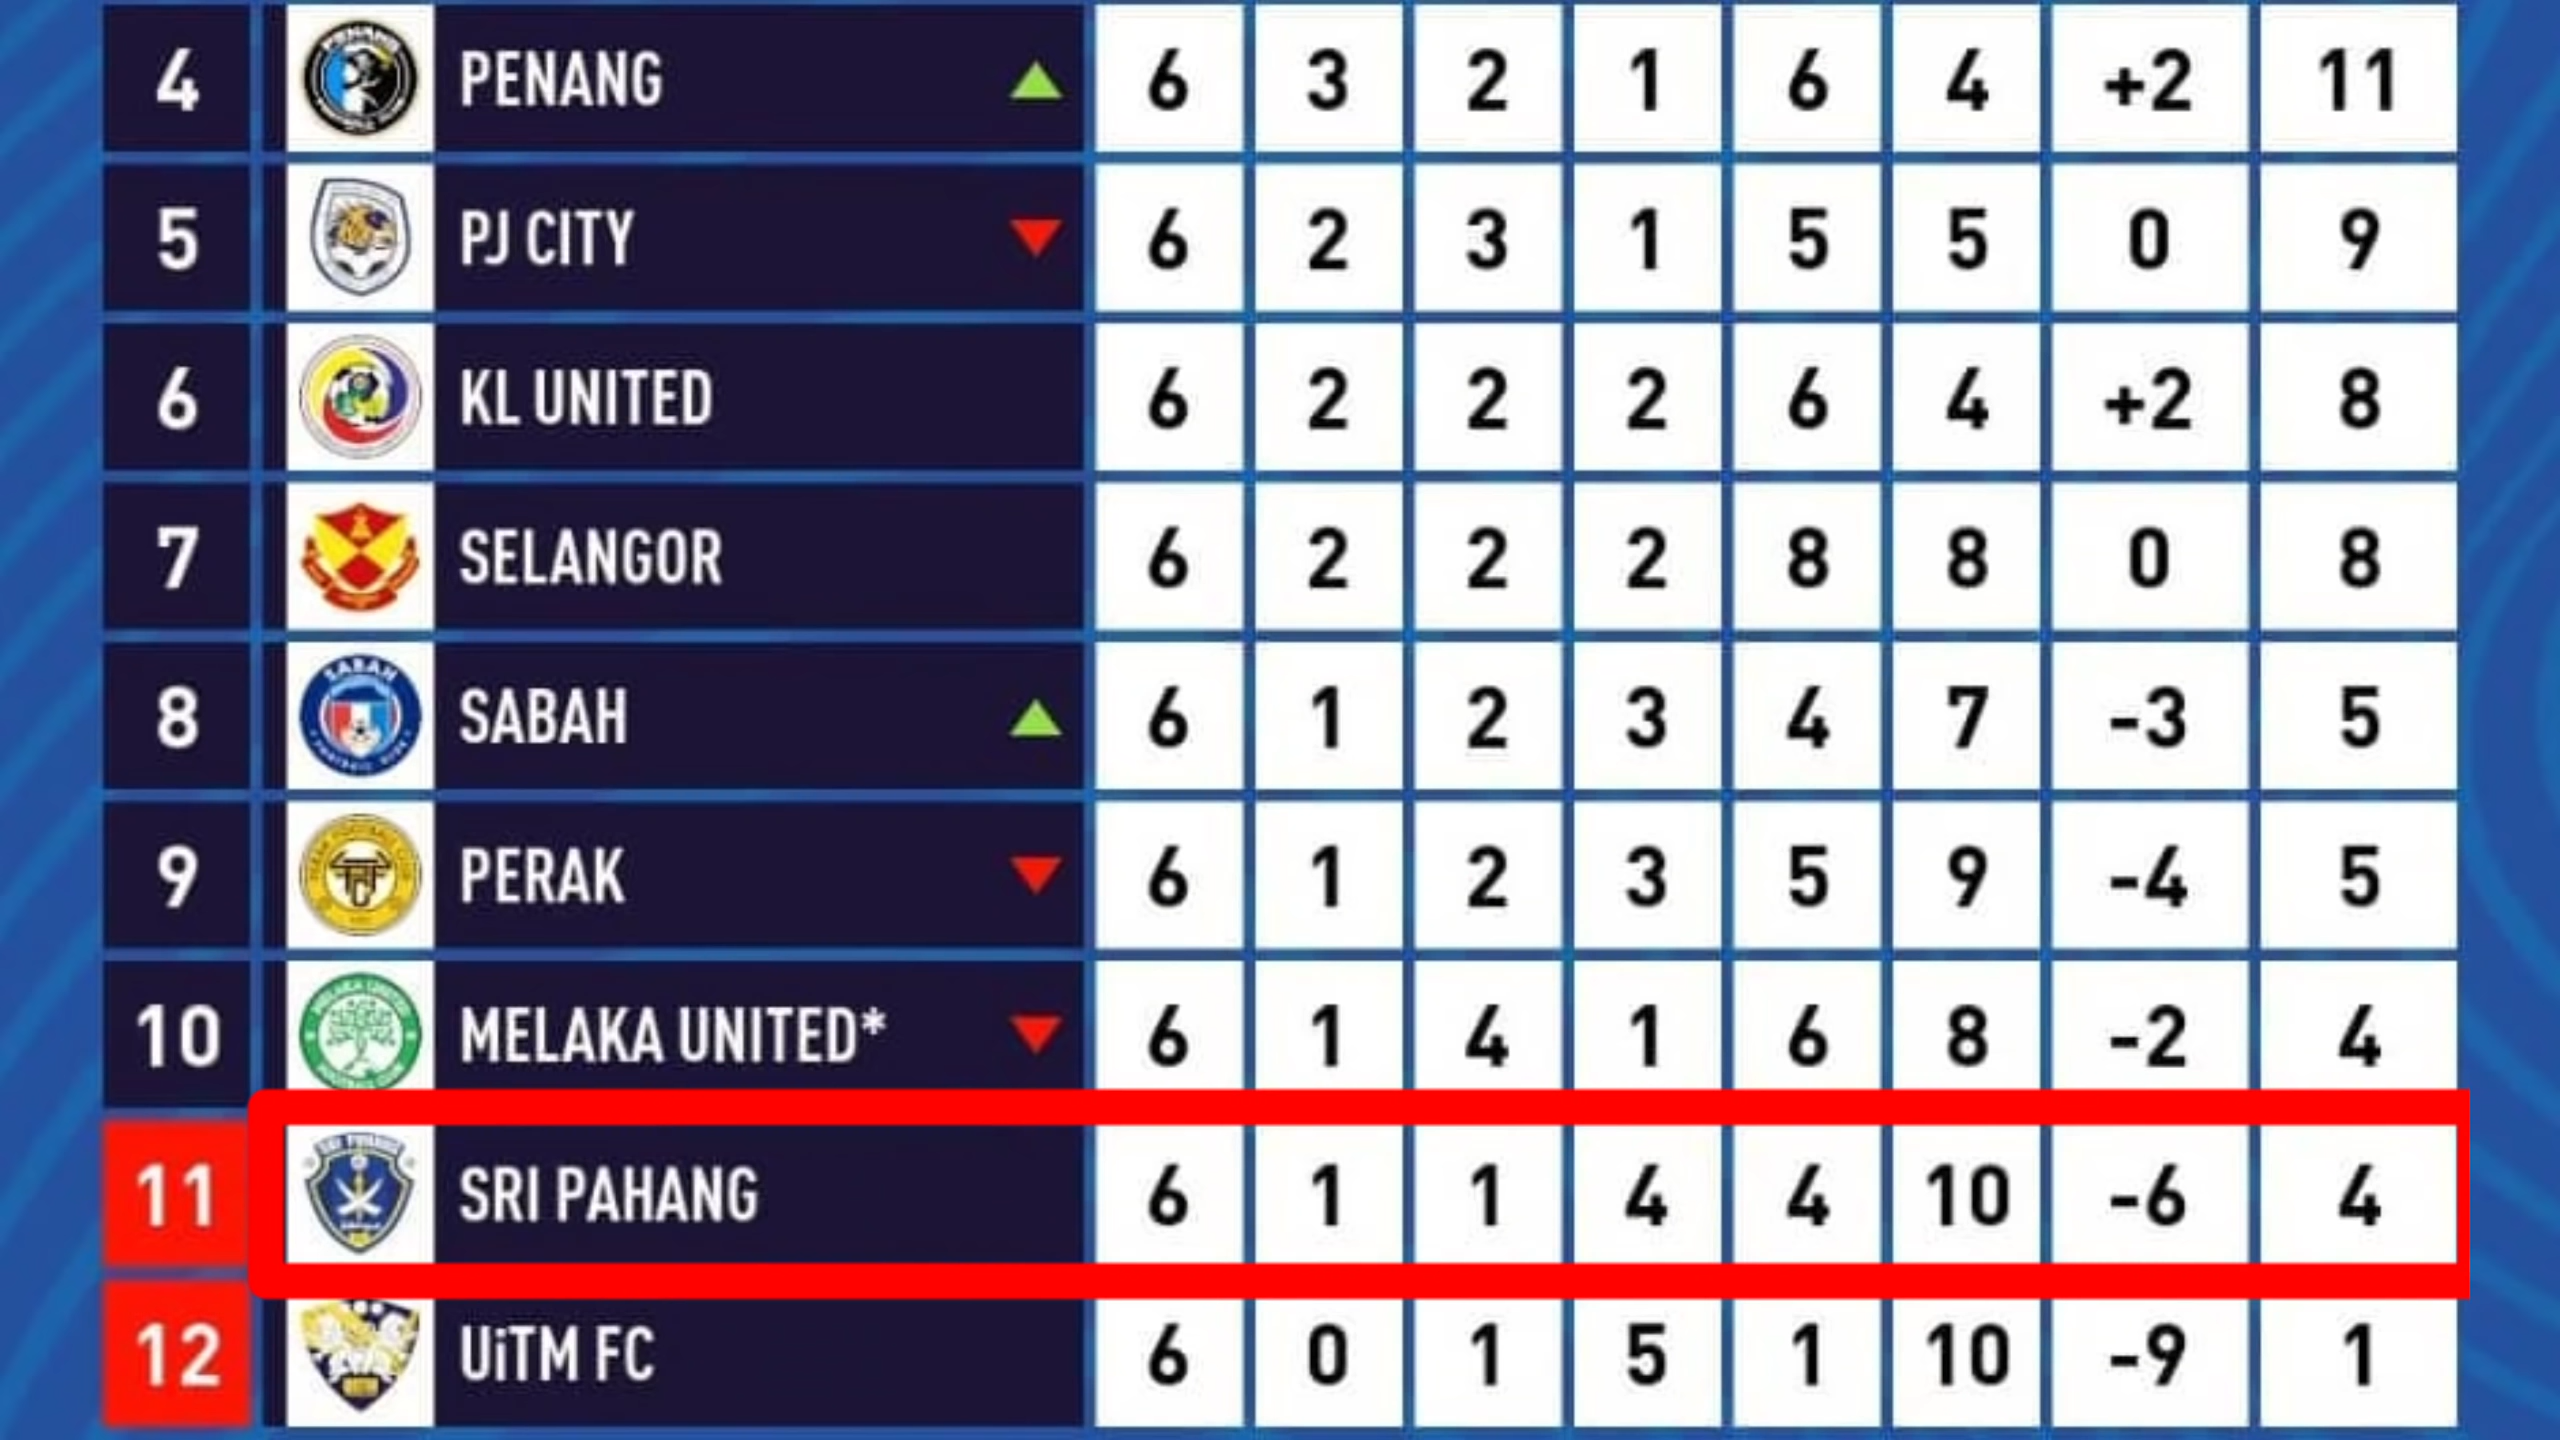 4 PENANG 6 3 2 1 6 4 +2 11
5 PJ CITY 6 2 3 1 5 5 0 9
6 KL UNITED 6 2 2 2 6 4 +2 8
7 SELANGOR 6 2 2 2 8 8 0 8
SABAH
8 SABAH 6 1 2 3 4 7 -3 5
9 PERAK 6 1 2 3 5 9 -4 5
MELAKA UNITED
10 MELAKA UNITED* 6 1 4 1 6 8 -2 4
SRI PAHANG
11 SRI PAHANG 6 1 1 4 4 10 -6 4
12 UiTM FC 6 0 1 5 1 10 -9 1